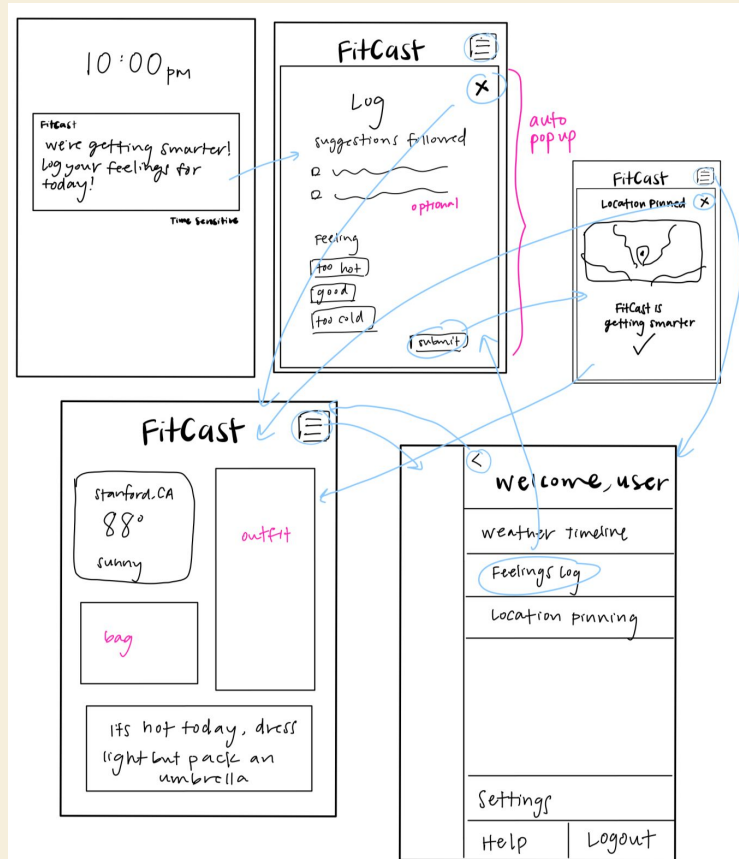 10:00 pm
FitCast
we're getting smarter!
Log your feelings for
today!
Time Sensitive
FitCast
X
Log
suggestions followed
optional
Feeling
too hot
good
too cold
submit
auto
pop up
FitCast
Location Pinned
X
FitCast is
getting smarter
FitCast
Stanford, CA
88°
sunny
outfit
bag
Its hot today, dress
light but pack an
umbrella
<
welcome, user
weather timeline
Feelings Log
Location pinning
Settings
Help
Logout